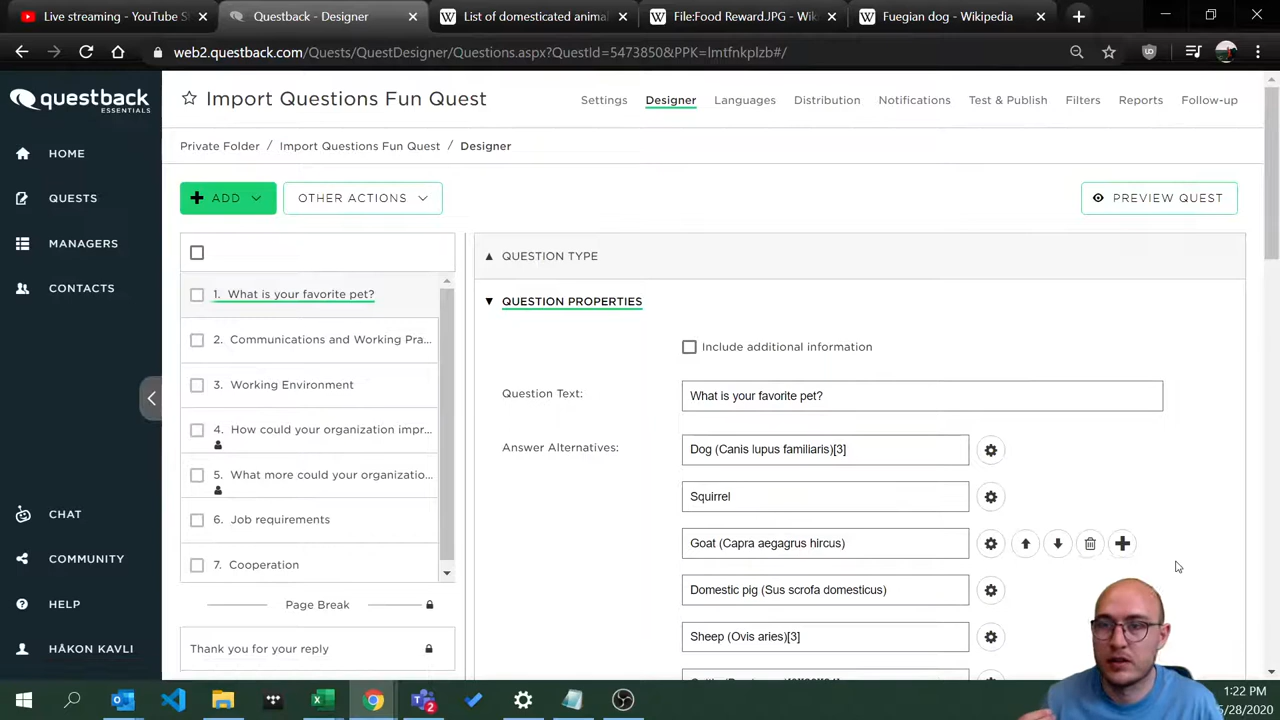 Live streaming - YouTube S
Questback - Designer
List of domesticated animal
File:Food Reward.JPG - Wiki
Fuegian dog - Wikipedia
web2.questback.com/Quests/QuestDesigner/Questions.aspx?QuestId=5473850&PPK=lmtfnkplzb#/
questback
ESSENTIALS
Import Questions Fun Quest
Settings
Designer
Languages
Distribution
Notifications
Test & Publish
Filters
Reports
Follow-up
HOME
QUESTS
MANAGERS
CONTACTS
CHAT
COMMUNITY
HELP
HÅKON KAVLI
Private Folder / Import Questions Fun Quest / Designer
ADD
OTHER ACTIONS
PREVIEW QUEST
1. What is your favorite pet?
2. Communications and Working Pra...
3. Working Environment
4. How could your organization impr...
5. What more could your organizatio...
6. Job requirements
7. Cooperation
Page Break
Thank you for your reply
QUESTION TYPE
QUESTION PROPERTIES
Include additional information
Question Text:
What is your favorite pet?
Answer Alternatives:
Dog (Canis lupus familiaris)[3]
Squirrel
Goat (Capra aegagrus hircus)
Domestic pig (Sus scrofa domesticus)
Sheep (Ovis aries)[3]
2
1:22 PM
5/28/2020